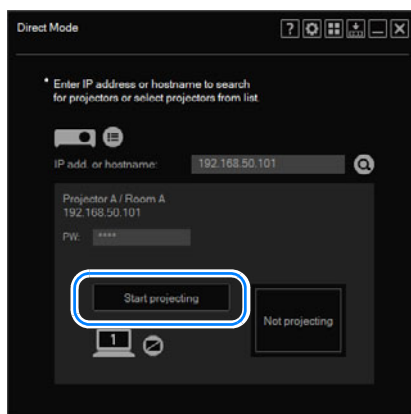 Direct Mode
?
* Enter IP address or hostname to search
for projectors or select projectors from list.
IP add. or hostname: 192.168.50.101
Projector A / Room A
192.168.50.101
PW: ****
Start projecting
Not projecting
1